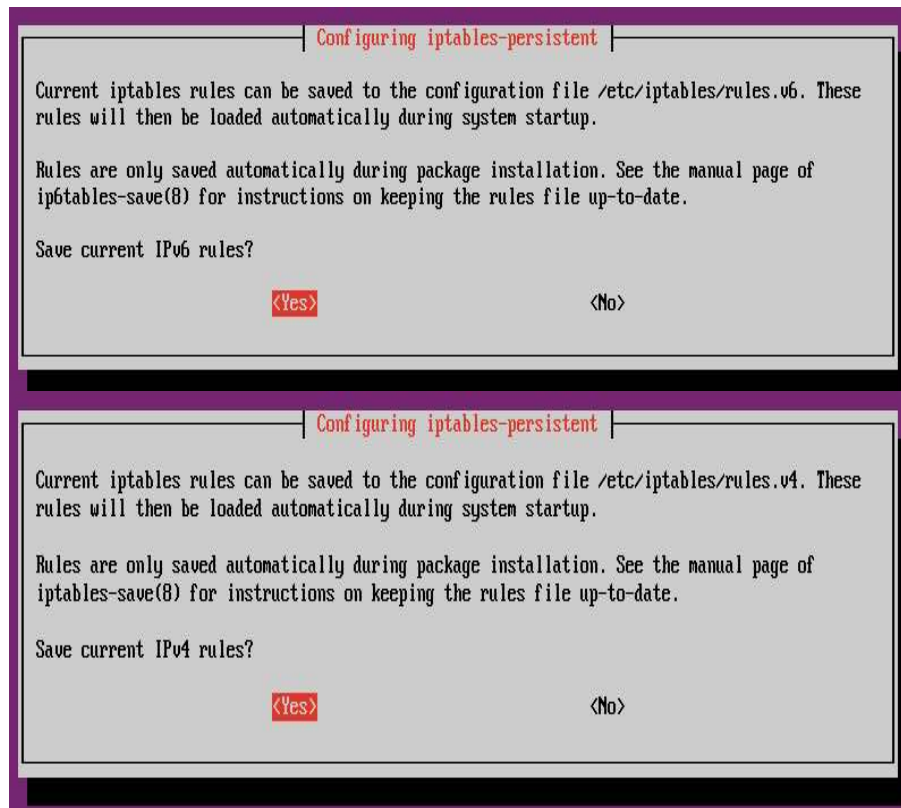 Configuring iptables-persistent
Current iptables rules can be saved to the configuration file /etc/iptables/rules.v6. These
rules will then be loaded automatically during system startup.
Rules are only saved automatically during package installation. See the manual page of
ip6tables-save(8) for instructions on keeping the rules file up-to-date.
Save current IPv6 rules?
<Yes> <No>
Configuring iptables-persistent
Current iptables rules can be saved to the configuration file /etc/iptables/rules.v4. These
rules will then be loaded automatically during system startup.
Rules are only saved automatically during package installation. See the manual page of
iptables-save(8) for instructions on keeping the rules file up-to-date.
Save current IPv4 rules?
<Yes> <No>